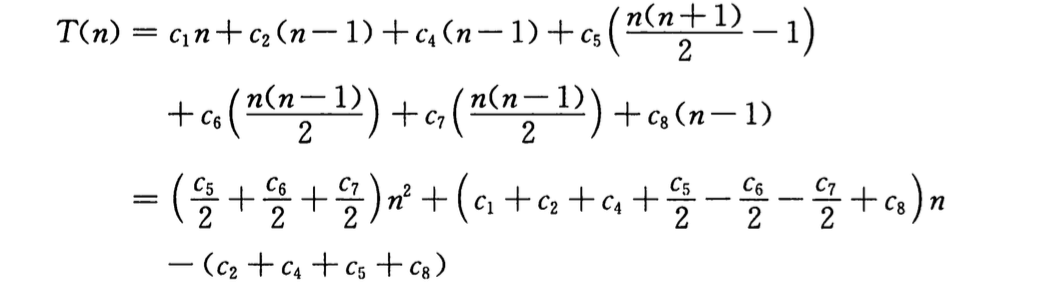 T(n) = c₁n + c₂(n−1) + c₄(n−1) + c₅(n(n+1)/2 − 1)
+ c₆(n(n−1)/2) + c₇(n(n−1)/2) + c₈(n−1)
= (c₅/2 + c₆/2 + c₇/2)n² + (c₁ + c₂ + c₄ + c₅/2 − c₆/2 − c₇/2 + c₈)n
− (c₂ + c₄ + c₅ + c₈)